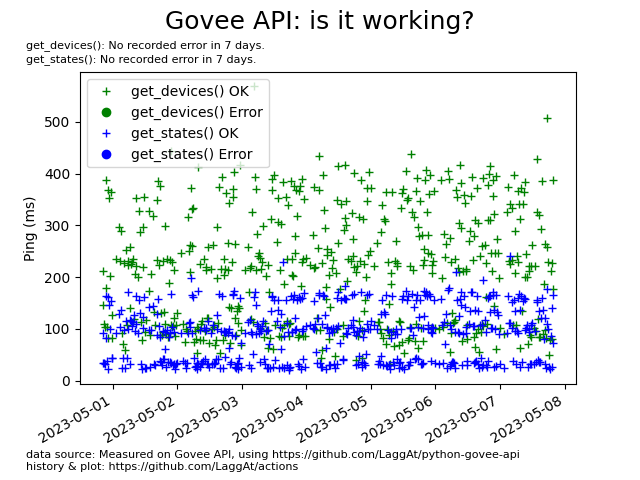 Govee API: is it working?
get_devices(): No recorded error in 7 days.
get_states(): No recorded error in 7 days.
get_devices() OK
get_devices() Error
get_states() OK
get_states() Error
Ping (ms)
500
400
300
200
100
0
2023-05-01
2023-05-02
2023-05-03
2023-05-04
2023-05-05
2023-05-06
2023-05-07
2023-05-08
data source: Measured on Govee API, using https://github.com/LaggAt/python-govee-api
history & plot: https://github.com/LaggAt/actions